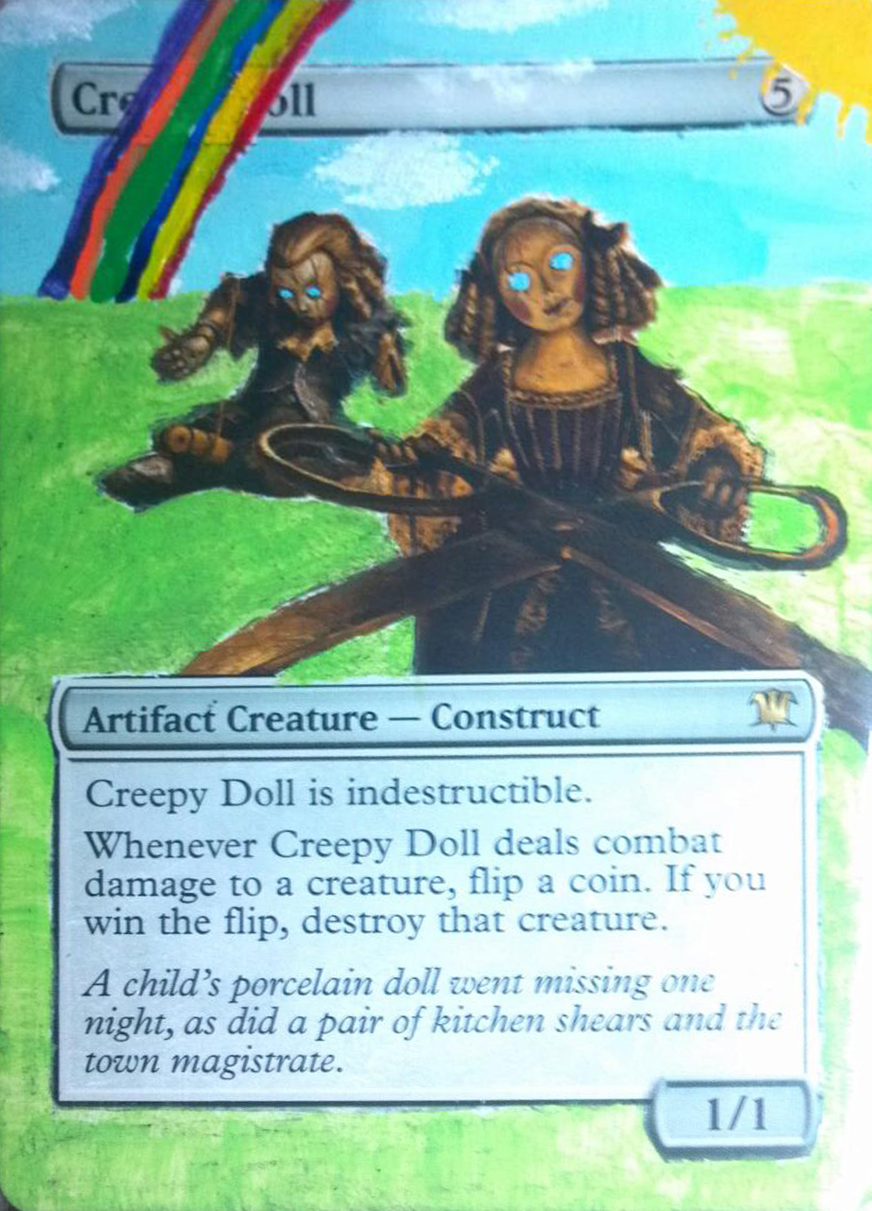 Cre oll 5
Artifact Creature — Construct
Creepy Doll is indestructible.
Whenever Creepy Doll deals combat
damage to a creature, flip a coin. If you
win the flip, destroy that creature.
A child's porcelain doll went missing one
night, as did a pair of kitchen shears and the
town magistrate.
1/1